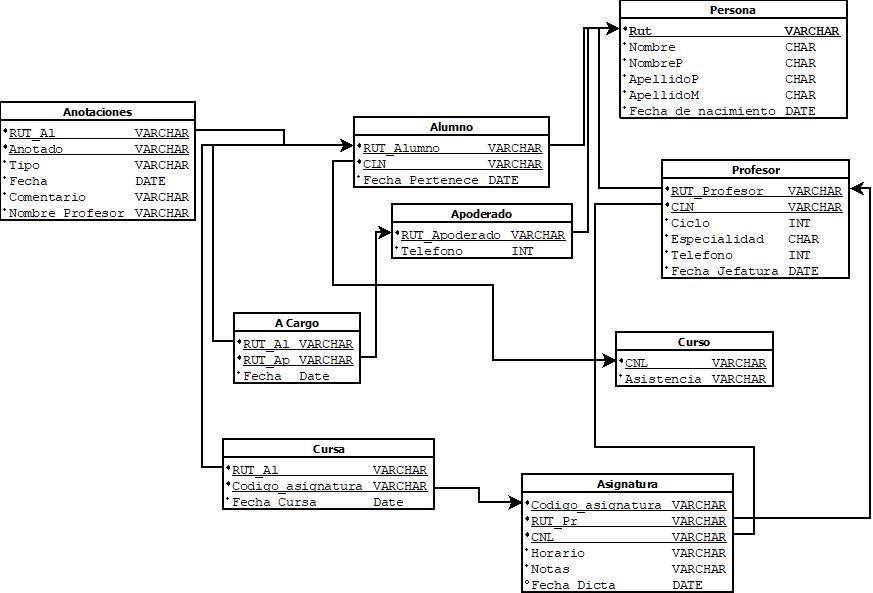 Persona
Rut VARCHAR
Nombre CHAR
NombreP CHAR
ApellidoP CHAR
ApellidoM CHAR
Fecha de nacimiento DATE
Anotaciones
RUT_Al VARCHAR
Anotado VARCHAR
Tipo VARCHAR
Fecha DATE
Comentario VARCHAR
Nombre Profesor VARCHAR
Alumno
RUT_Alumno VARCHAR
CLN VARCHAR
Fecha Pertenece DATE
Profesor
RUT_Profesor VARCHAR
CLN VARCHAR
Ciclo INT
Especialidad CHAR
Telefono INT
Fecha Jefatura DATE
Apoderado
RUT_Apoderado VARCHAR
Telefono INT
A Cargo
RUT_Al VARCHAR
RUT_Ap VARCHAR
Fecha Date
Curso
CNL VARCHAR
Asistencia VARCHAR
Cursa
RUT_Al VARCHAR
Codigo_asignatura VARCHAR
Fecha Cursa Date
Asignatura
Codigo_asignatura VARCHAR
RUT_Pr VARCHAR
CNL VARCHAR
Horario VARCHAR
Notas VARCHAR
Fecha Dicta DATE